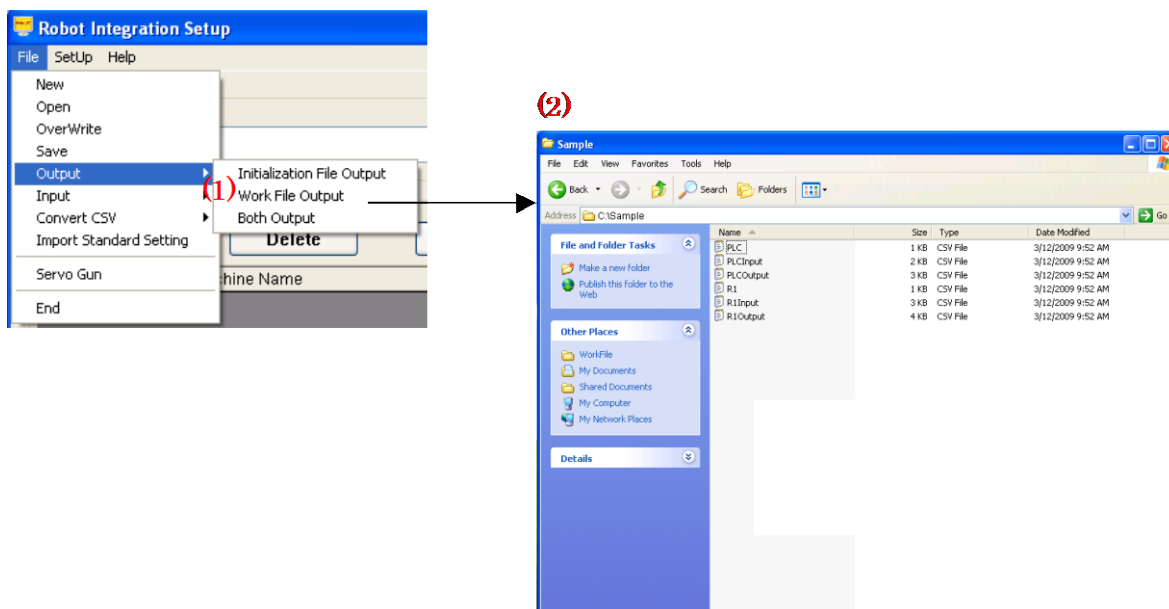 Robot Integration Setup
File SetUp Help
New
Open
OverWrite
Save
Output
Input
Convert CSV
Import Standard Setting
Servo Gun
End
(1)
Initialization File Output
Work File Output
Both Output
Delete
hine Name
(2)
Sample
File Edit View Favorites Tools Help
Back Search Folders
Address C:\Sample Go
File and Folder Tasks
Make a new folder
Publish this folder to the
Web
Other Places
WorkFile
My Documents
Shared Documents
My Computer
My Network Places
Details
Name Size Type Date Modified
PLC 1 KB CSV File 3/12/2009 9:52 AM
PLCInput 2 KB CSV File 3/12/2009 9:52 AM
PLCOutput 3 KB CSV File 3/12/2009 9:52 AM
R1 1 KB CSV File 3/12/2009 9:52 AM
R1Input 3 KB CSV File 3/12/2009 9:52 AM
R1Output 4 KB CSV File 3/12/2009 9:52 AM